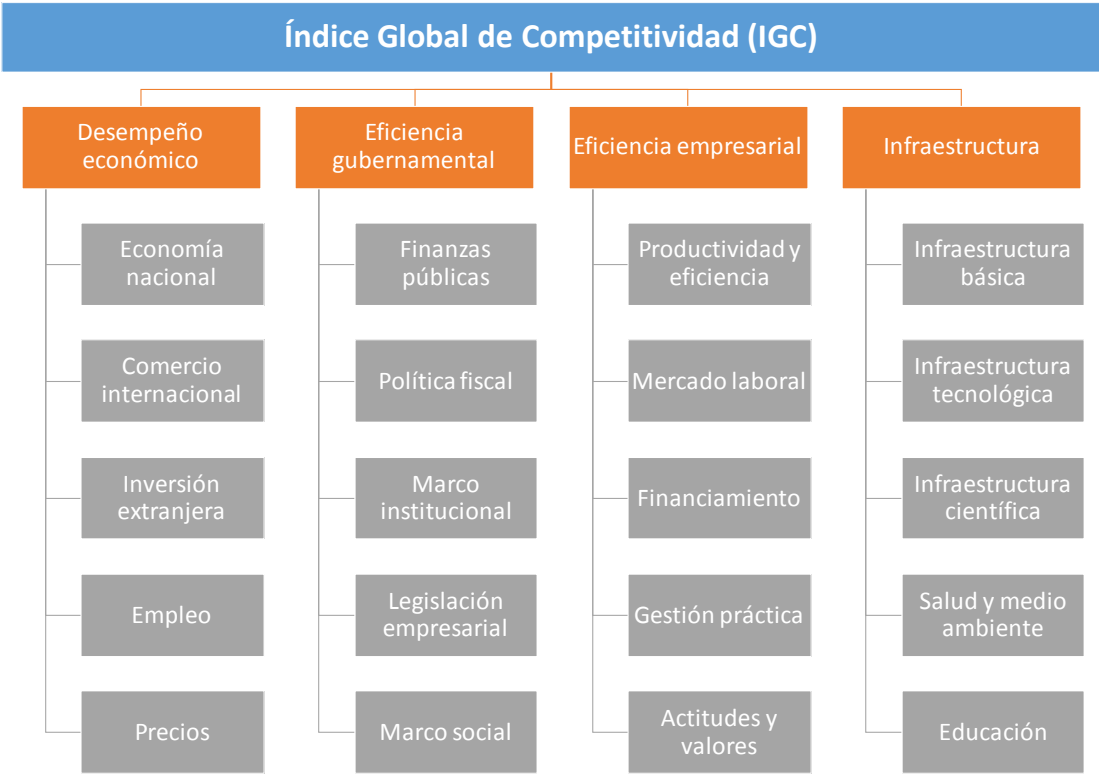 Índice Global de Competitividad (IGC)
Desempeño
económico
Economía
nacional
Comercio
internacional
Inversión
extranjera
Empleo
Precios
Eficiencia
gubernamental
Finanzas
públicas
Política fiscal
Marco
institucional
Legislación
empresarial
Marco social
Eficiencia empresarial
Productividad y
eficiencia
Mercado laboral
Financiamiento
Gestión práctica
Actitudes y
valores
Infraestructura
Infraestructura
básica
Infraestructura
tecnológica
Infraestructura
científica
Salud y medio
ambiente
Educación